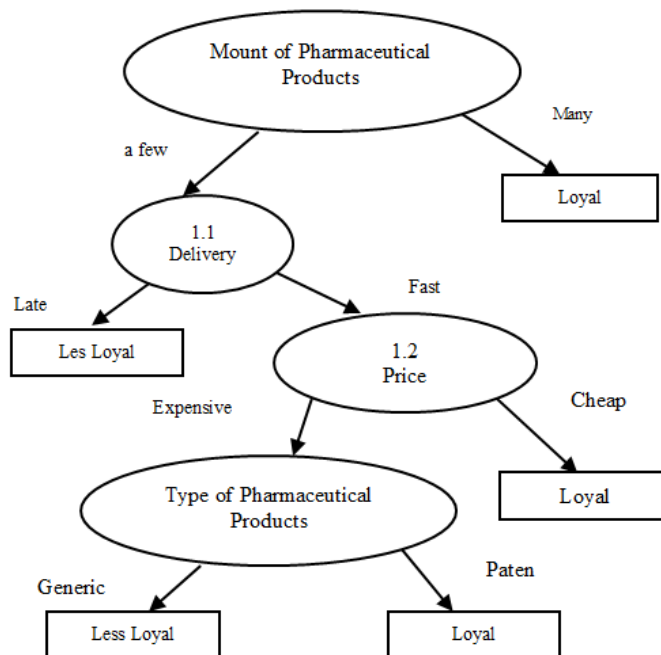 Mount of Pharmaceutical
Products
Many
a few
Loyal
1.1
Delivery
Fast
Late
Les Loyal
1.2
Price
Expensive
Cheap
Type of Pharmaceutical
Products
Loyal
Generic
Paten
Less Loyal
Loyal